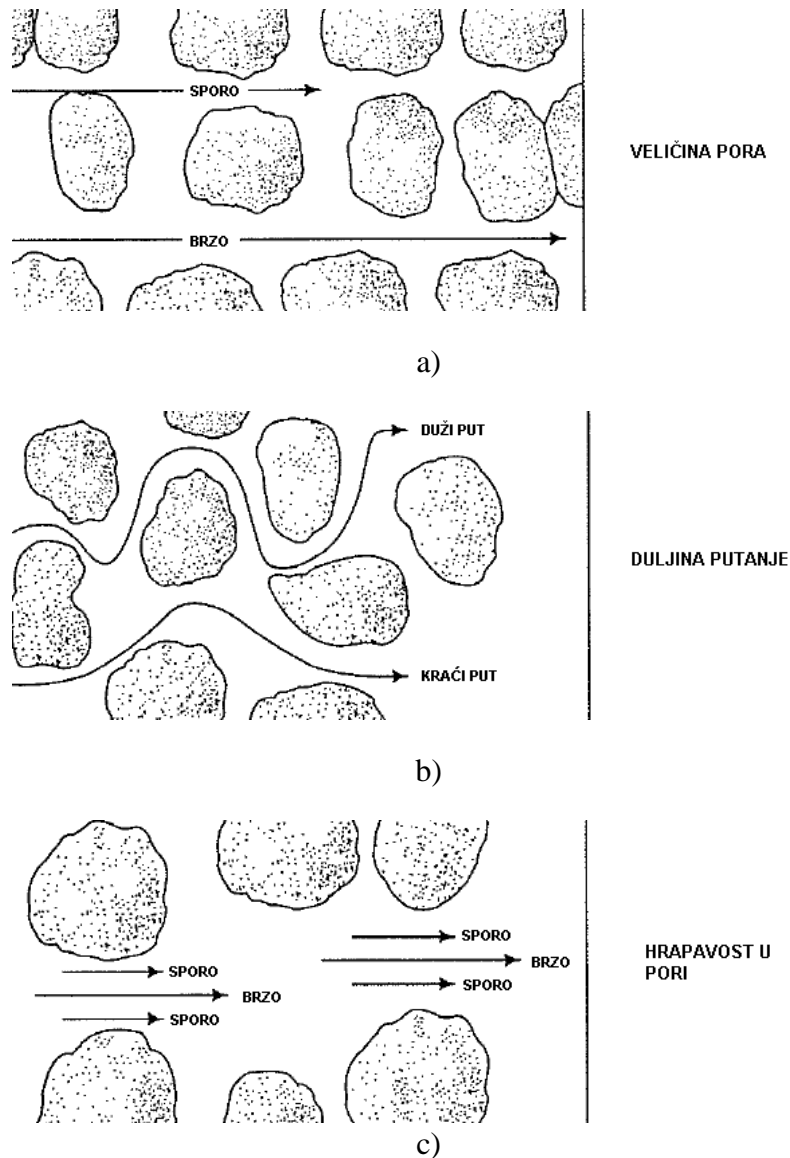 SPORO
VELIČINA PORA
BRZO
a)
DUŽI PUT
DULJINA PUTANJE
KRAĆI PUT
b)
SPORO
HRAPAVOST U
PORI
SPORO
BRZO
BRZO
SPORO
SPORO
c)